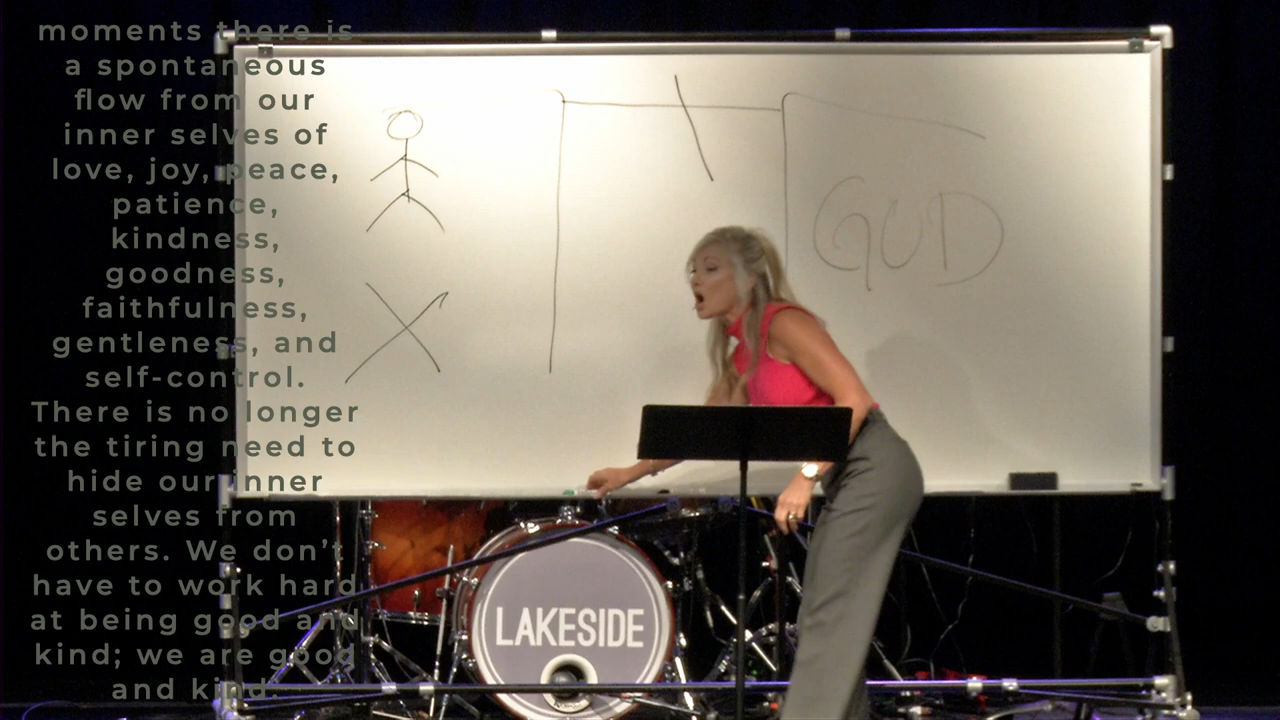 moments there is
a spontaneous
flow from our
inner selves of
love, joy, peace,
patience,
kindness,
goodness,
faithfulness,
gentleness, and
self-control.
There is no longer
the tiring need to
hide our inner
selves from
others. We don't
have to work hard
at being good and
kind; we are good
and kind.
GOD
LAKESIDE